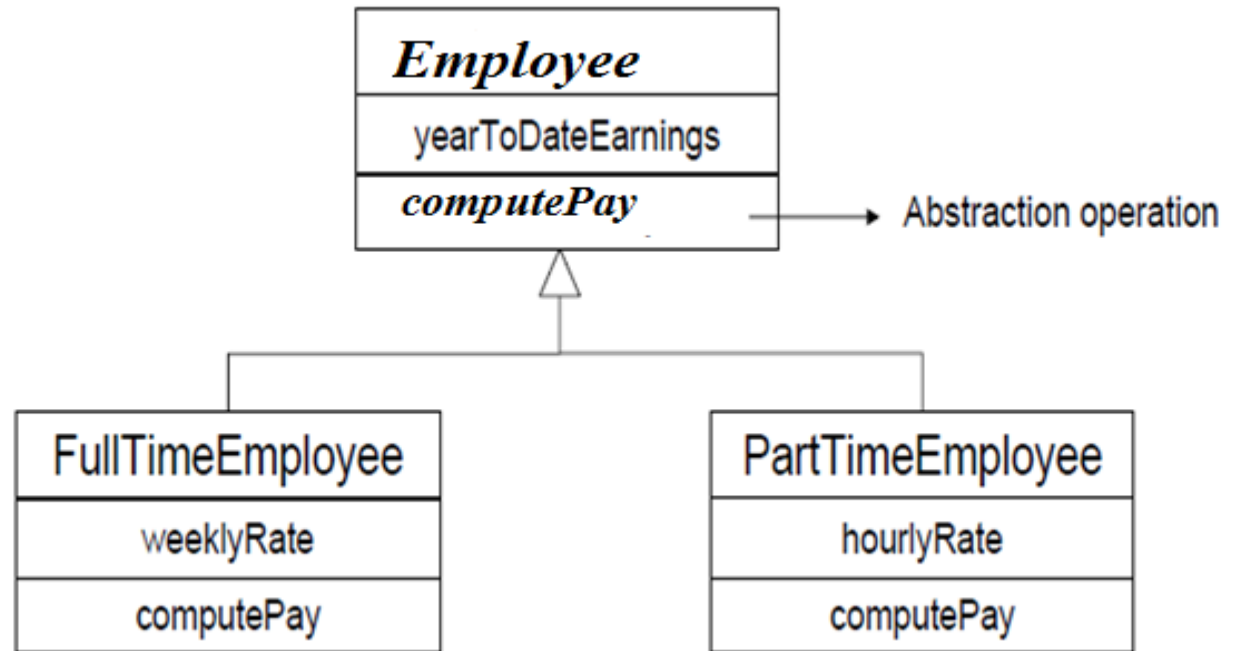 Employee
yearToDateEarnings
computePay
Abstraction operation
FullTimeEmployee
weeklyRate
computePay
PartTimeEmployee
hourlyRate
computePay